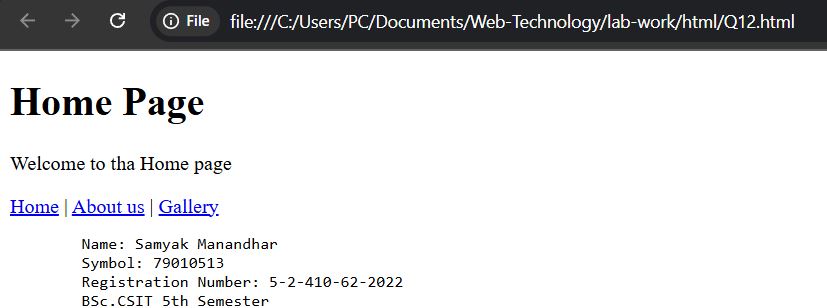 File file:///C:/Users/PC/Documents/Web-Technology/lab-work/html/Q12.html
Home Page
Welcome to tha Home page
Home | About us | Gallery
Name: Samyak Manandhar
Symbol: 79010513
Registration Number: 5-2-410-62-2022
BSc.CSIT 5th Semester